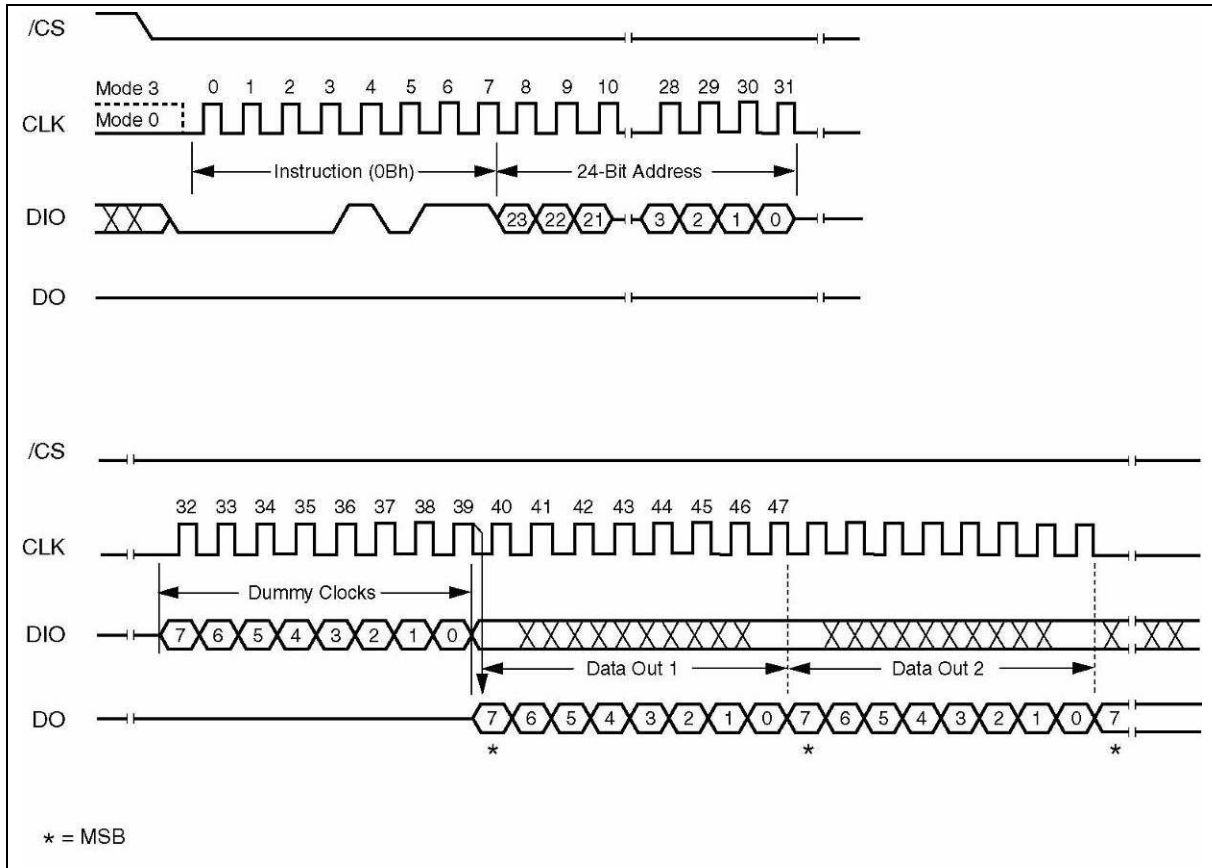 /CS
Mode 3 0 1 2 3 4 5 6 7 8 9 10 28 29 30 31
CLK Mode 0
Instruction (0Bh) 24-Bit Address
DIO 23 22 21 3 2 1 0
DO
/CS
32 33 34 35 36 37 38 39 40 41 42 43 44 45 46 47
CLK
Dummy Clocks
DIO 7 6 5 4 3 2 1 0
Data Out 1 Data Out 2
DO 7 6 5 4 3 2 1 0 7 6 5 4 3 2 1 0 7
* * *
* = MSB